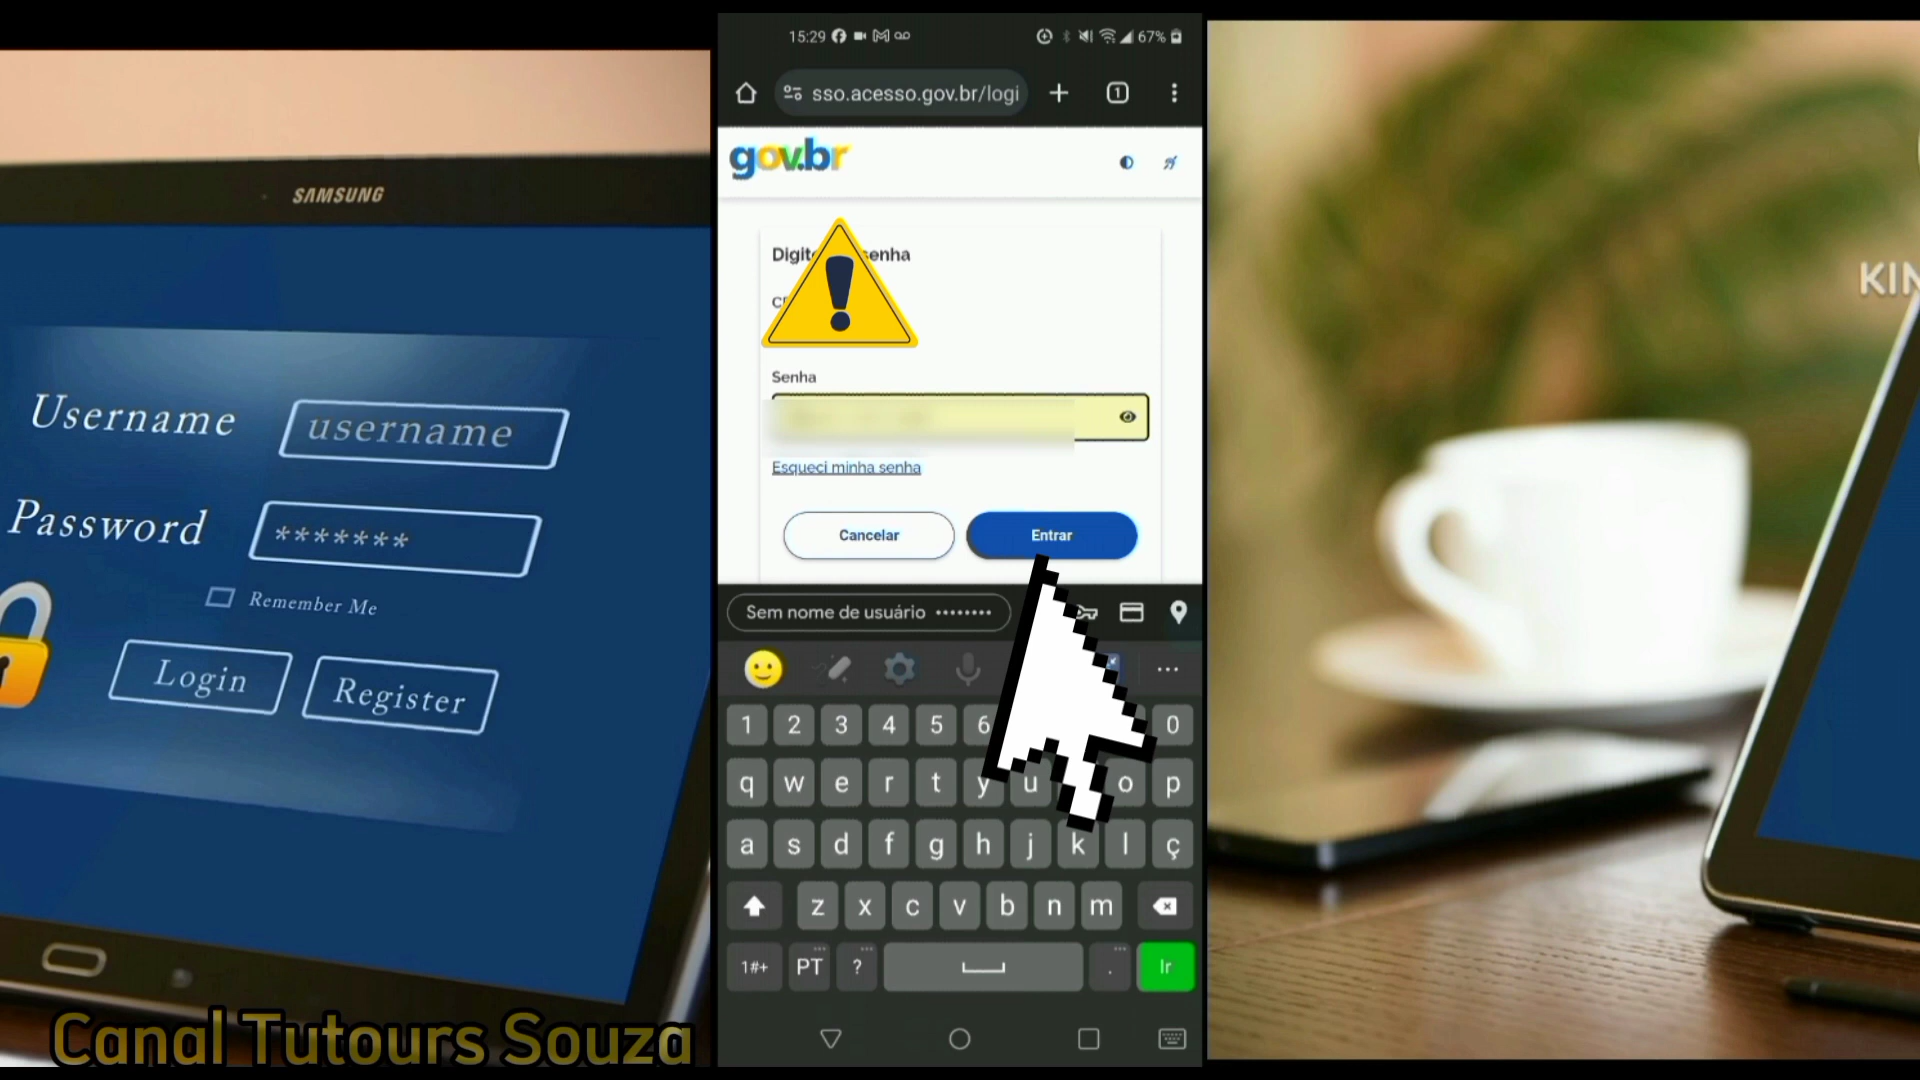 SAMSUNG
Username
username
Password
*******
Remember Me
Login
Register
Canal Tutours Souza
15:29
67%
sso.acesso.gov.br/logi
1
gov.br
Senha
Esqueci minha senha
Cancelar
Entrar
Sem nome de usuário ••••••••
1 2 3 4 5 6 0
q w e r t y u o p
a s d f g h j k l ç
z x c v b n m
1#+ PT ? . Ir
KIN